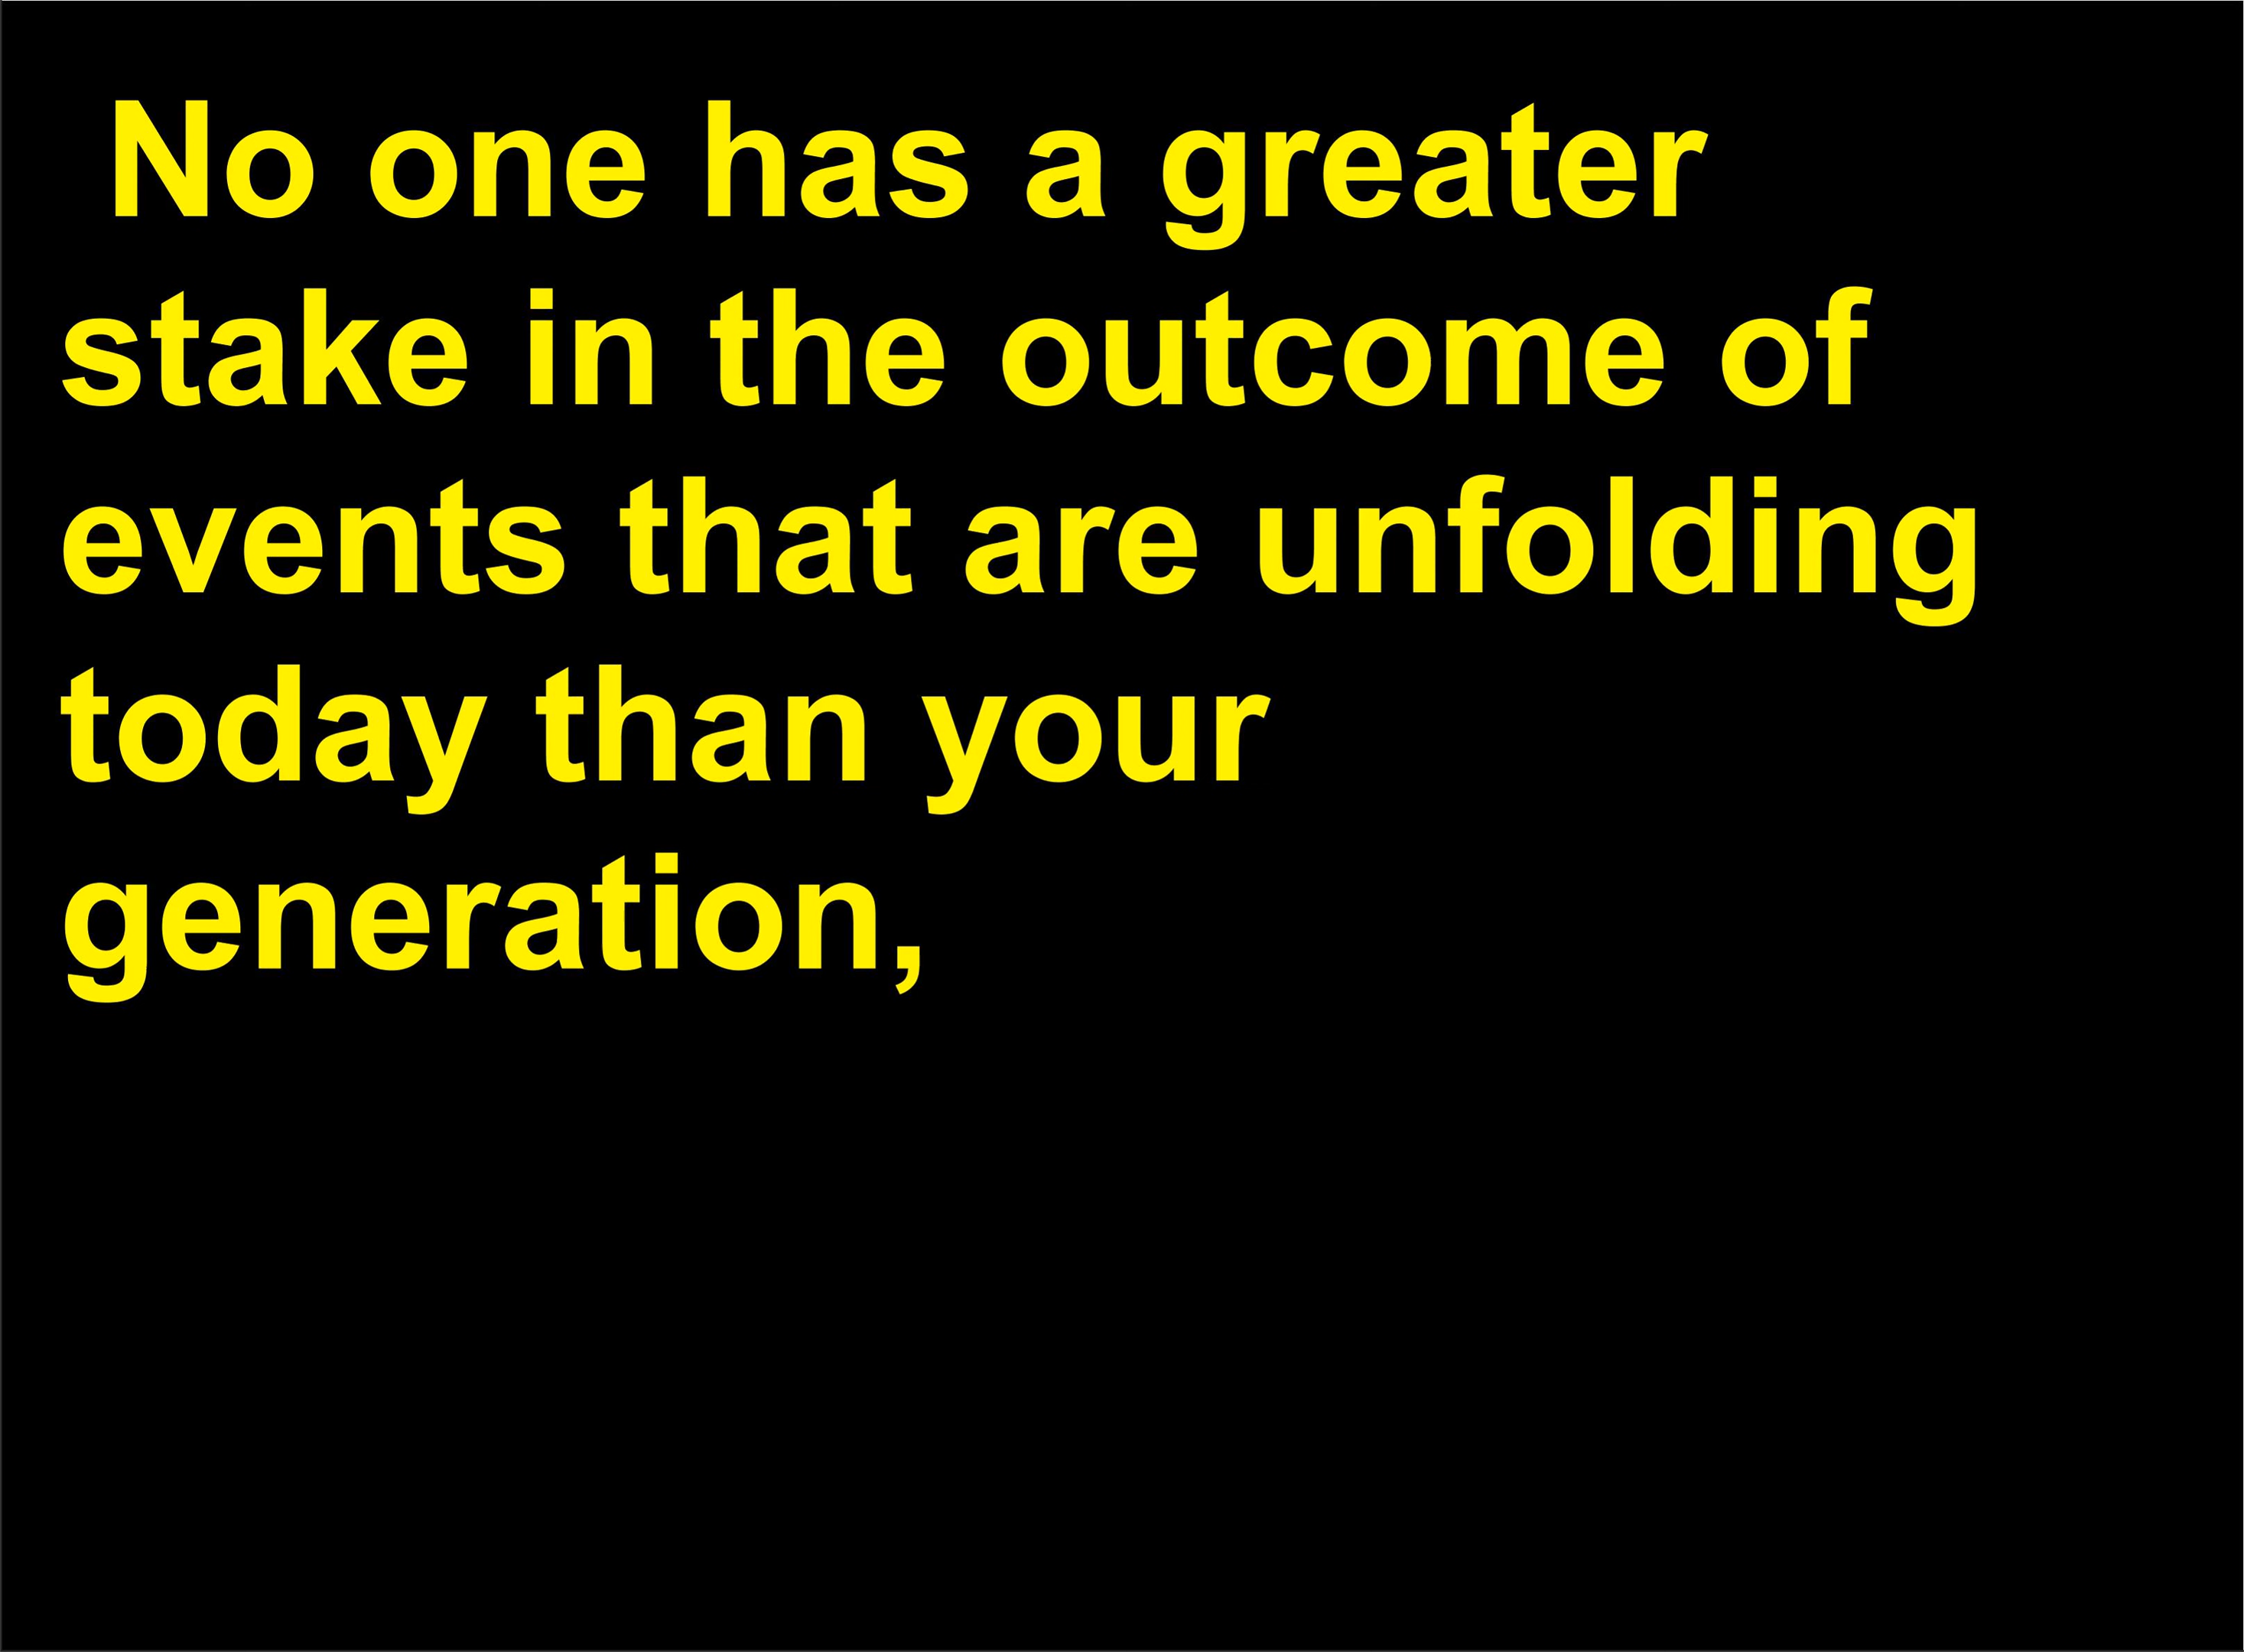 No one has a greater
stake in the outcome of
events that are unfolding
today than your
generation,